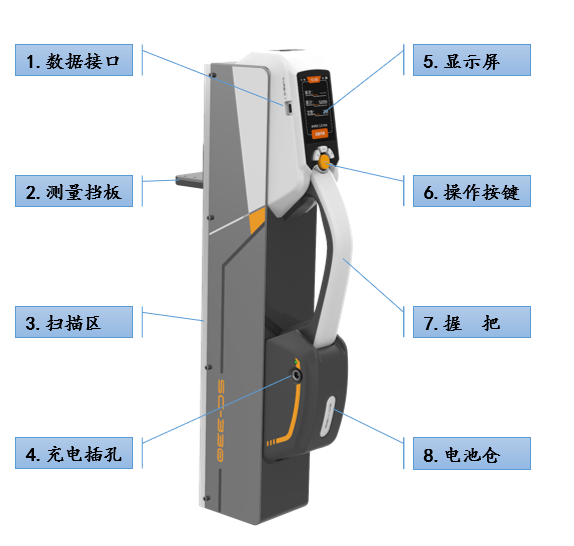 1.数据接口
2.测量挡板
3.扫描区
4.充电插孔
5.显示屏
6.操作按键
7.握 把
8.电池仓
SC-330